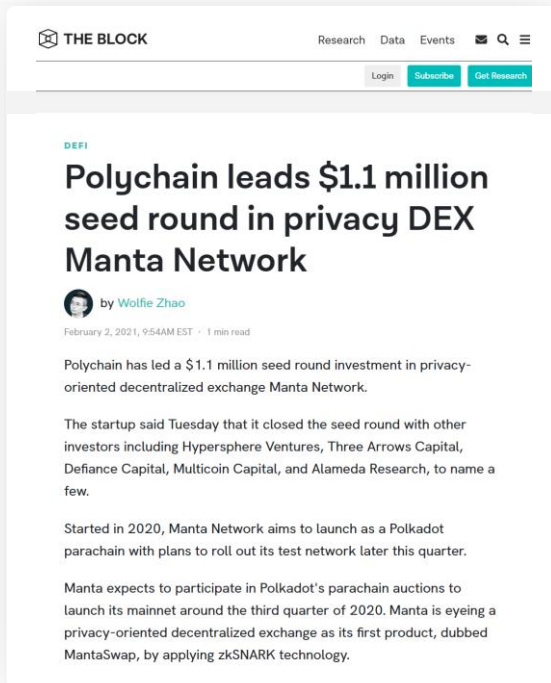 THE BLOCK
Research Data Events
Login Subscribe Get Research
DEFI
Polychain leads $1.1 million
seed round in privacy DEX
Manta Network
by Wolfie Zhao
February 2, 2021, 9:54AM EST · 1 min read
Polychain has led a $1.1 million seed round investment in privacy-
oriented decentralized exchange Manta Network.
The startup said Tuesday that it closed the seed round with other
investors including Hypersphere Ventures, Three Arrows Capital,
Defiance Capital, Multicoin Capital, and Alameda Research, to name a
few.
Started in 2020, Manta Network aims to launch as a Polkadot
parachain with plans to roll out its test network later this quarter.
Manta expects to participate in Polkadot's parachain auctions to
launch its mainnet around the third quarter of 2020. Manta is eyeing a
privacy-oriented decentralized exchange as its first product, dubbed
MantaSwap, by applying zkSNARK technology.